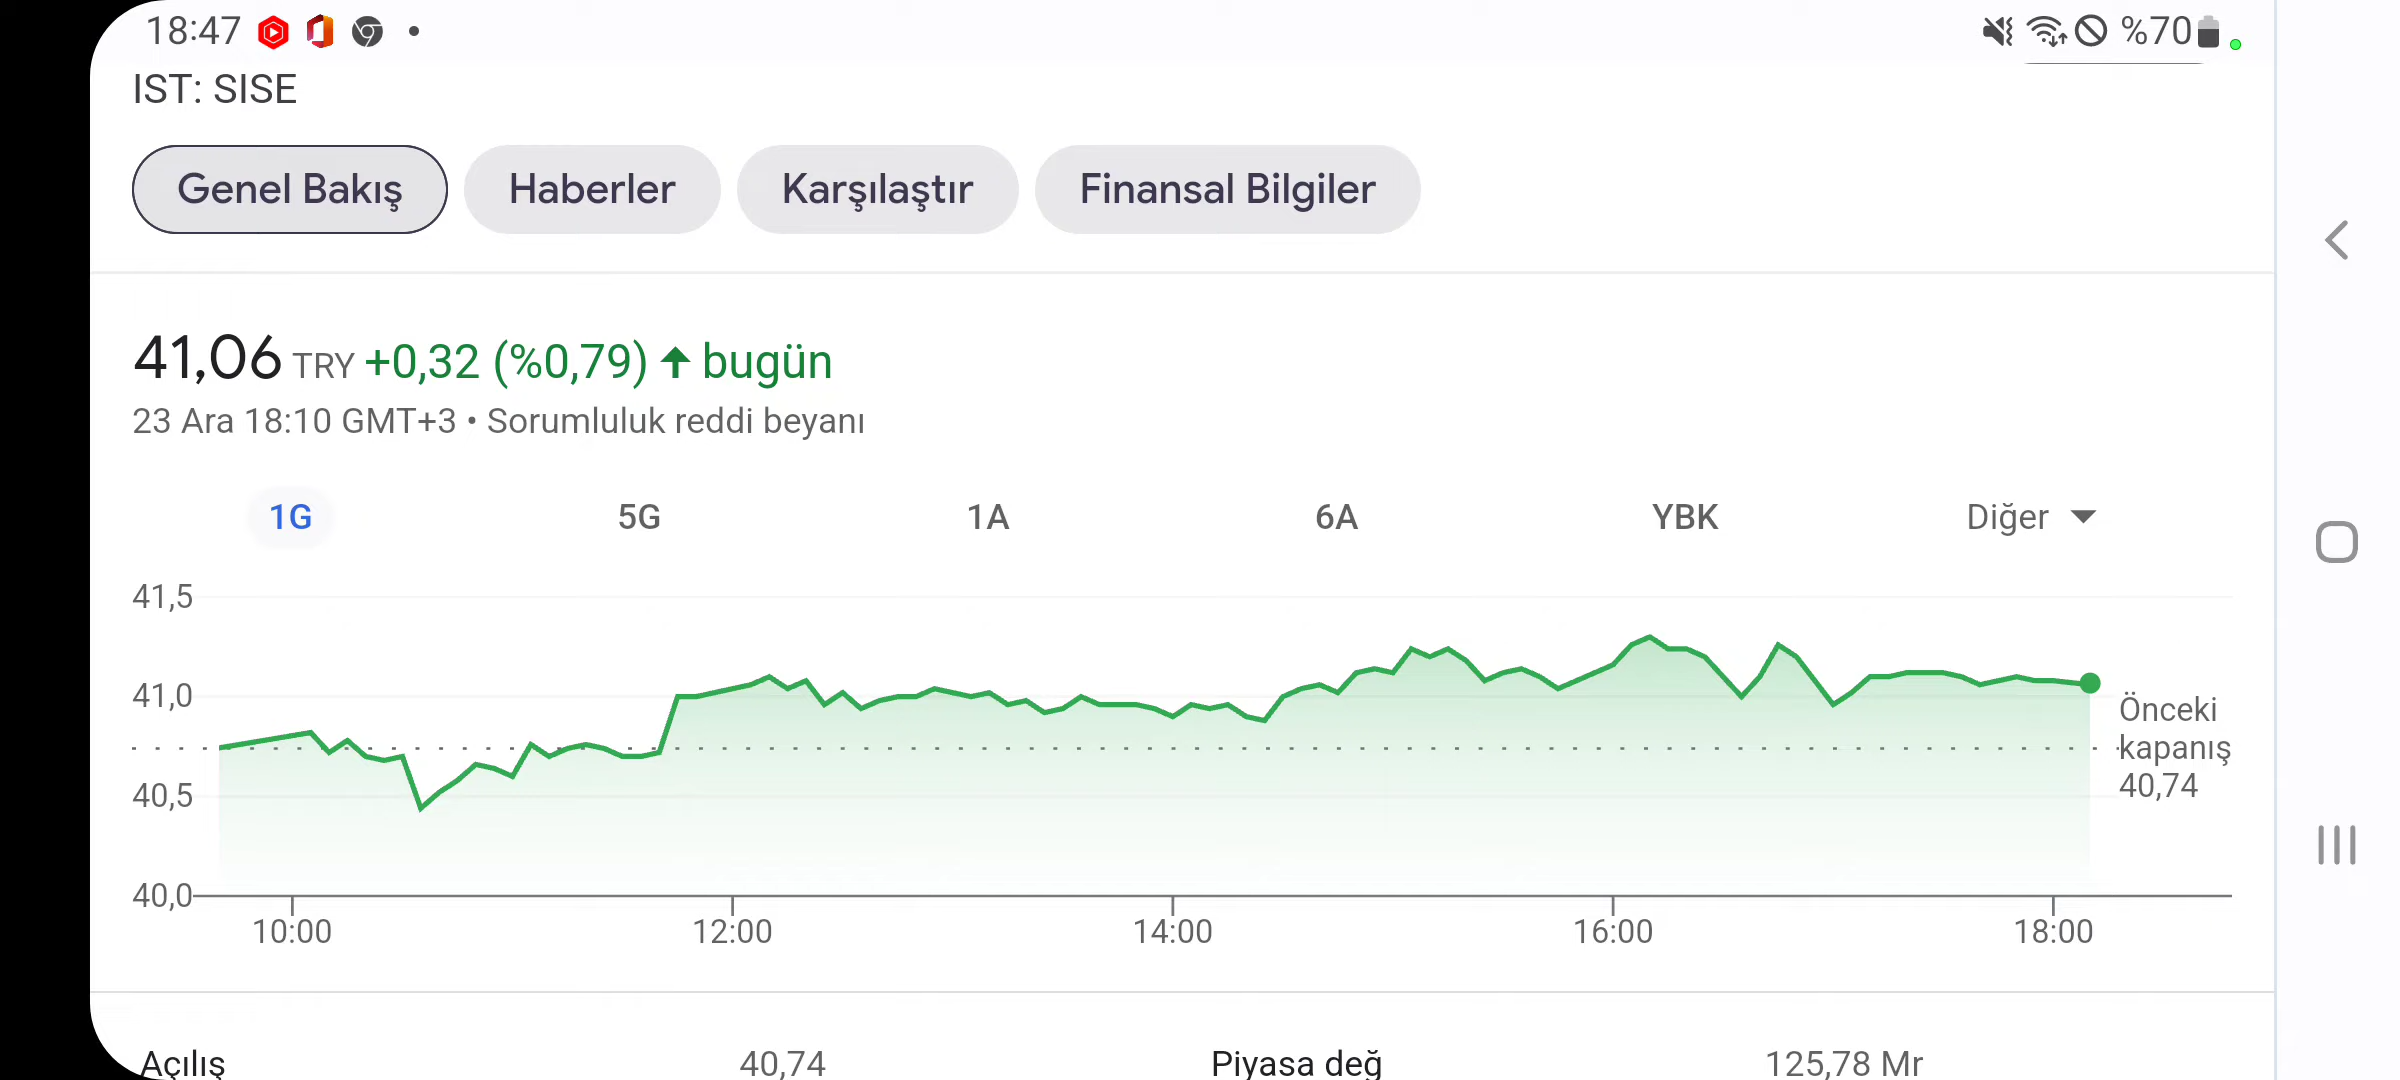 18:47 %70
IST: SISE
Genel Bakış Haberler Karşılaştır Finansal Bilgiler
41,06 TRY +0,32 (%0,79) ↑ bugün
23 Ara 18:10 GMT+3 • Sorumluluk reddi beyanı
1G 5G 1A 6A YBK Diğer
41,5
41,0
40,5
40,0
Önceki
kapanış
40,74
10:00 12:00 14:00 16:00 18:00
Açılış 40,74 Piyasa değ 125,78 Mr